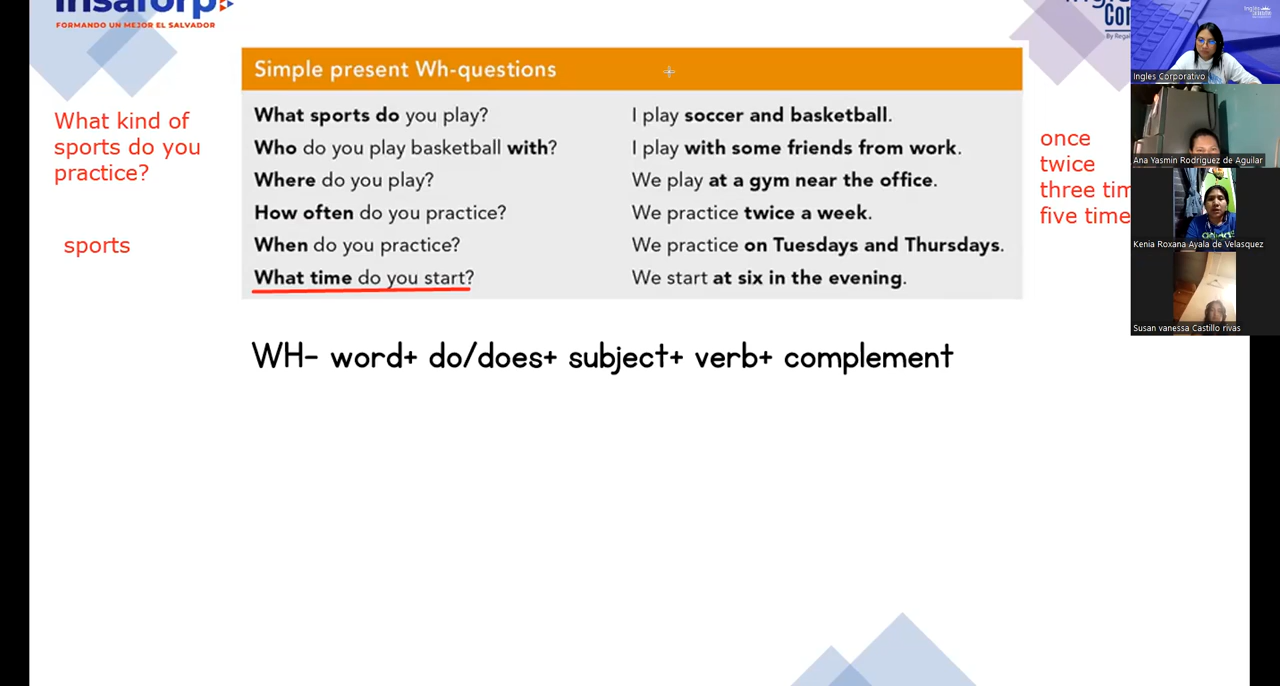 FORMANDO UN MEJOR EL SALVADOR
Simple present Wh-questions
What sports do you play? I play soccer and basketball.
Who do you play basketball with? I play with some friends from work.
Where do you play? We play at a gym near the office.
How often do you practice? We practice twice a week.
When do you practice? We practice on Tuesdays and Thursdays.
What time do you start? We start at six in the evening.
What kind of
sports do you
practice?
sports
WH- word+ do/does+ subject+ verb+ complement
once
twice
three
five
Ingles Corporativo
Ana Yasmin Rodriguez de Aguilar
Kenia Roxana Ayala de Velasquez
Susan vanessa Castillo rivas